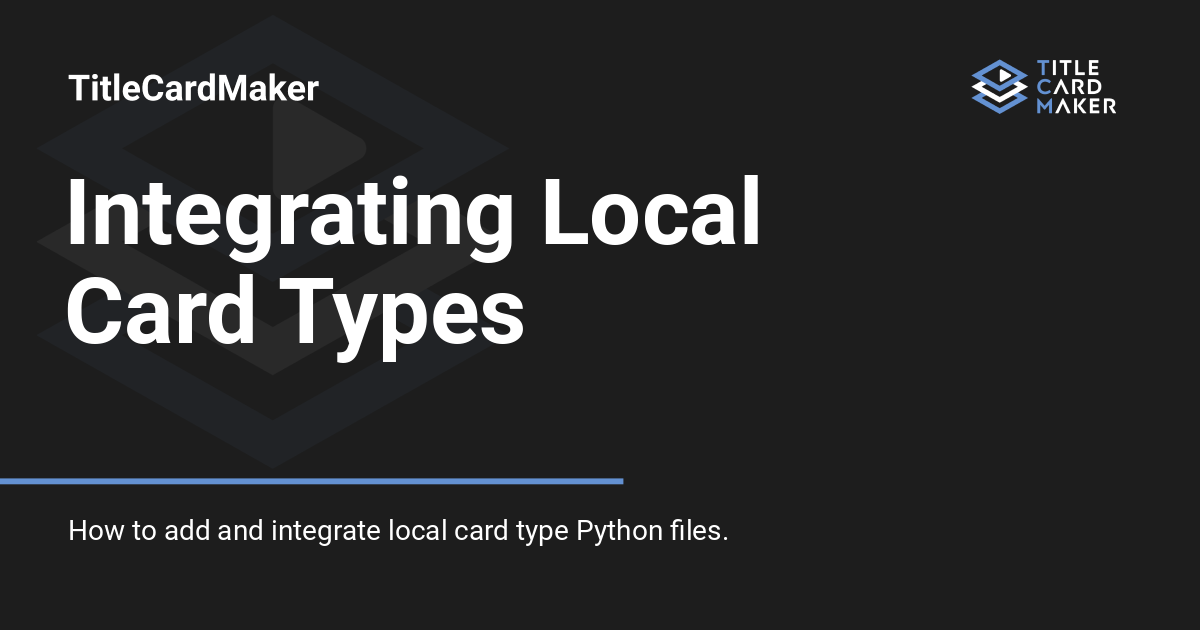 TitleCardMaker
TITLE
CARD
MAKER
Integrating Local
Card Types
How to add and integrate local card type Python files.